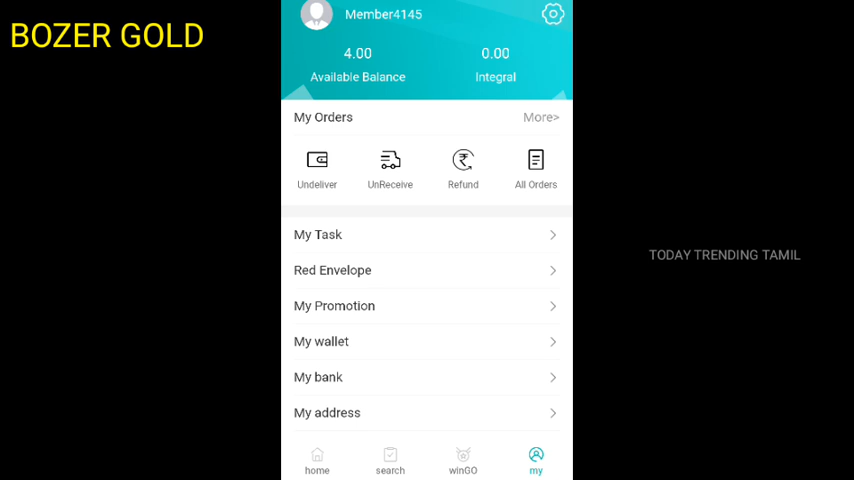 BOZER GOLD
Member4145
4.00 0.00
Available Balance Integral
My Orders More>
Undeliver UnReceive Refund All Orders
My Task
Red Envelope
My Promotion
My wallet
My bank
My address
home search winGO my
TODAY TRENDING TAMIL